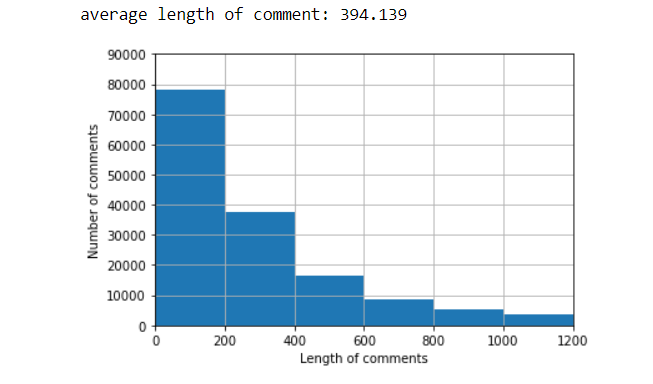 average length of comment: 394.139
90000
80000
70000
60000
50000
40000
30000
20000
10000
0
Number of comments
0 200 400 600 800 1000 1200
Length of comments